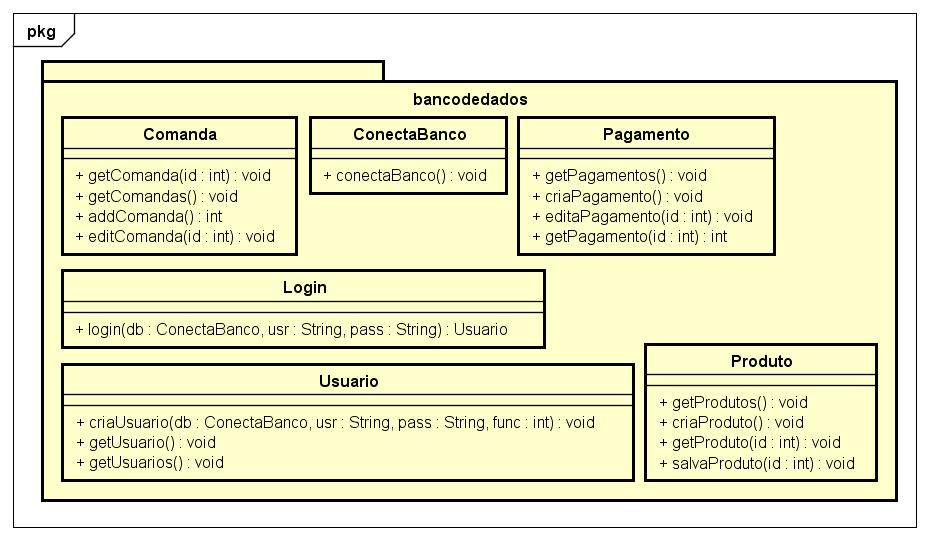 pkg
bancodedados
Comanda
+ getComanda(id : int) : void
+ getComandas() : void
+ addComanda() : int
+ editComanda(id : int) : void
ConectaBanco
+ conectaBanco() : void
Pagamento
+ getPagamentos() : void
+ criaPagamento() : void
+ editaPagamento(id : int) : void
+ getPagamento(id : int) : int
Login
+ login(db : ConectaBanco, usr : String, pass : String) : Usuario
Usuario
+ criaUsuario(db : ConectaBanco, usr : String, pass : String, func : int) : void
+ getUsuario() : void
+ getUsuarios() : void
Produto
+ getProdutos() : void
+ criaProduto() : void
+ getProduto(id : int) : void
+ salvaProduto(id : int) : void